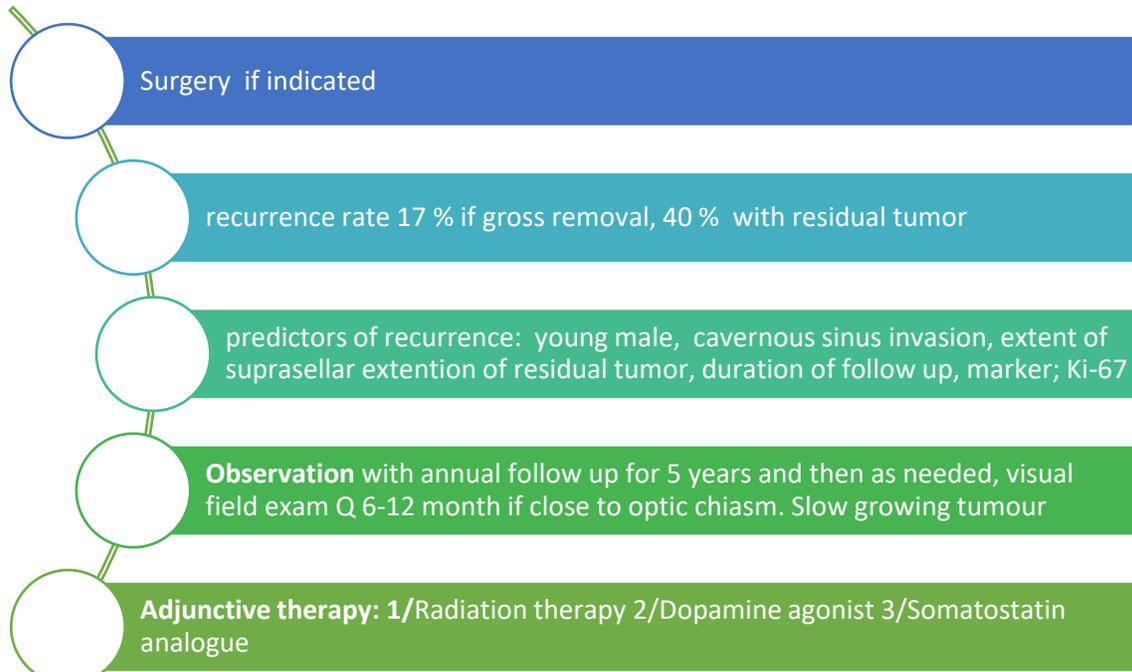 Surgery  if indicated
recurrence rate 17 % if gross removal, 40 %  with residual tumor
predictors of recurrence:  young male,  cavernous sinus invasion, extent of
suprasellar extention of residual tumor, duration of follow up, marker; Ki-67
Observation with annual follow up for 5 years and then as needed, visual
field exam Q 6-12 month if close to optic chiasm. Slow growing tumour
Adjunctive therapy: 1/Radiation therapy 2/Dopamine agonist 3/Somatostatin
analogue